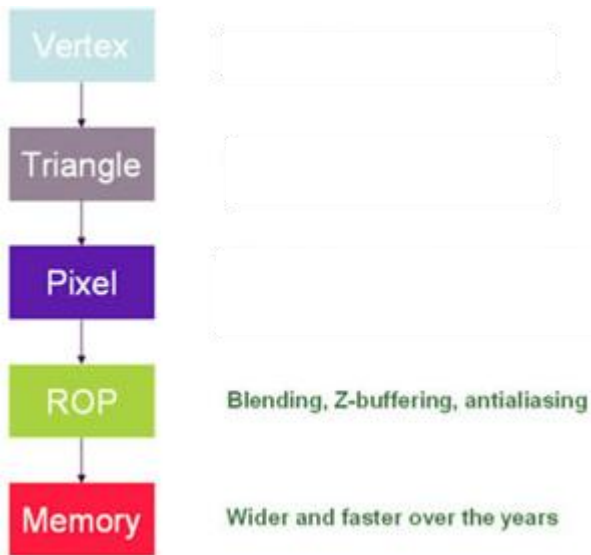 Vertex
Triangle
Pixel
ROP
Blending, Z-buffering, antialiasing
Memory
Wider and faster over the years